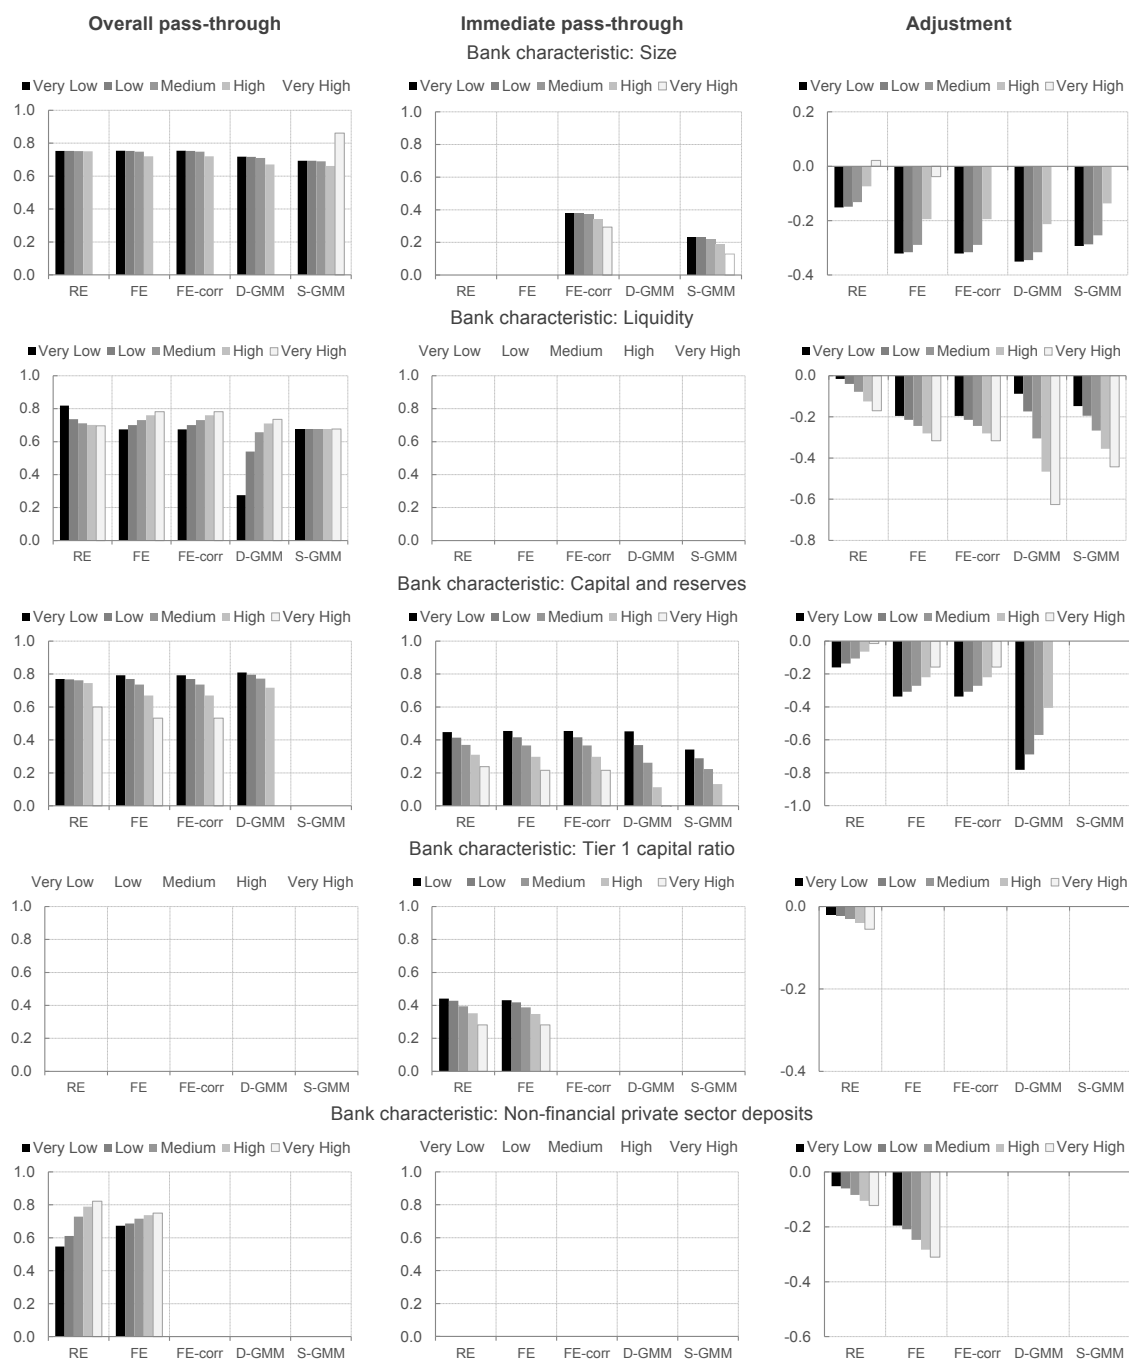 Overall pass-through Immediate pass-through Adjustment
Bank characteristic: Size
Very Low Low Medium High Very High Very Low Low Medium High Very High Very Low Low Medium High Very High
1.0 1.0 0.2
0.8 0.8
0.0
0.6 0.6
0.4 0.4
-0.2
0.2 0.2
0.0 0.0 -0.4
RE FE FE-corr D-GMM S-GMM RE FE FE-corr D-GMM S-GMM RE FE FE-corr D-GMM S-GMM
Bank characteristic: Liquidity
Very Low Low Medium High Very High Very Low Low Medium High Very High Very Low Low Medium High Very High
1.0 1.0 0.0
0.8 0.8
-0.2
0.6 0.6
-0.4
0.4 0.4
-0.6
0.2 0.2
0.0 0.0 -0.8
RE FE FE-corr D-GMM S-GMM RE FE FE-corr D-GMM S-GMM RE FE FE-corr D-GMM S-GMM
Bank characteristic: Capital and reserves
Very Low Low Medium High Very High Very Low Low Medium High Very High Very Low Low Medium High Very High
1.0 1.0 0.0
0.8 0.8 -0.2
0.6 0.6 -0.4
0.4 0.4 -0.6
0.2 0.2 -0.8
0.0 0.0 -1.0
RE FE FE-corr D-GMM S-GMM RE FE FE-corr D-GMM S-GMM RE FE FE-corr D-GMM S-GMM
Bank characteristic: Tier 1 capital ratio
Very Low Low Medium High Very High Low Low Medium High Very High Very Low Low Medium High Very High
1.0 1.0 0.0
0.8 0.8
0.6 0.6
-0.2
0.4 0.4
0.2 0.2
0.0 0.0 -0.4
RE FE FE-corr D-GMM S-GMM RE FE FE-corr D-GMM S-GMM RE FE FE-corr D-GMM S-GMM
Bank characteristic: Non-financial private sector deposits
Very Low Low Medium High Very High Very Low Low Medium High Very High Very Low Low Medium High Very High
1.0 1.0 0.0
0.8 0.8
-0.2
0.6 0.6
0.4 0.4
-0.4
0.2 0.2
0.0 0.0 -0.6
RE FE FE-corr D-GMM S-GMM RE FE FE-corr D-GMM S-GMM RE FE FE-corr D-GMM S-GMM